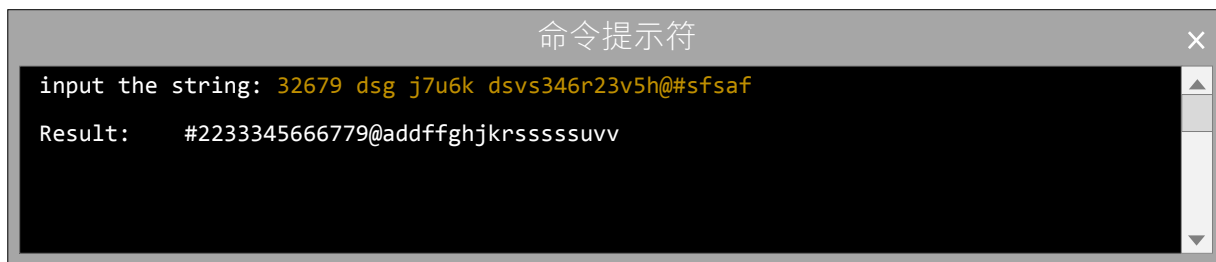 命令提示符 ×
input the string: 32679 dsg j7u6k dsvs346r23v5h@#sfsaf
Result:    #2233345666779@addffghjkrsssssuvv